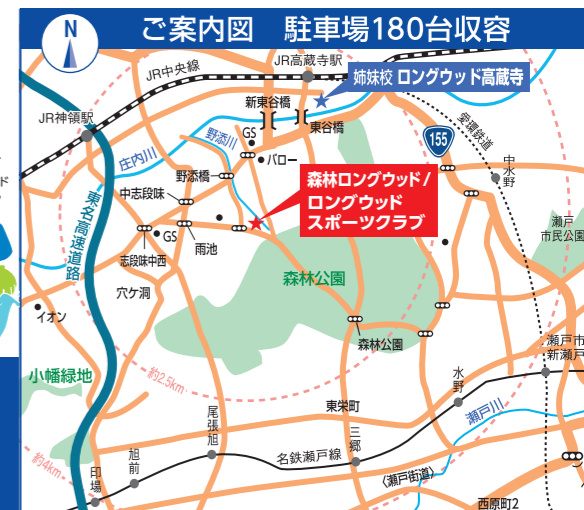 ご案内図 駐車場180台収容
N
JR中央線
JR高蔵寺駅
姉妹校 ロングウッド高蔵寺
JR神領駅
新東谷橋
東谷橋
GS
野添川
バロー
庄内川
155
愛環鉄道
中水野
野添橋
中志段味
森林ロングウッド/
ロングウッド
スポーツクラブ
東名高速道路
GS
雨池
志段味中西
瀬戸
市民公園
穴ケ洞
森林公園
イオン
森林公園
瀬戸市
新瀬戸
小幡緑地
約2.5km
水野
東栄町
瀬戸川
尾張旭
三郷
名鉄瀬戸線
旭前
約4km
印場
〈瀬戸街道〉
西原町2
ド